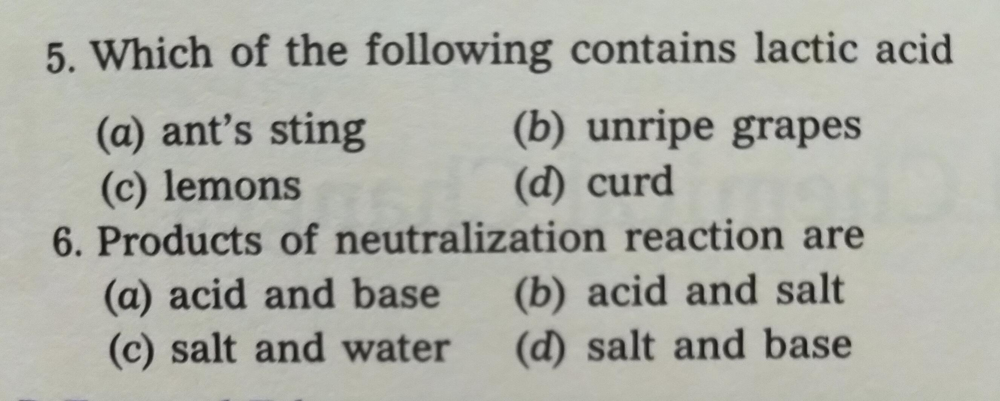 5. Which of the following contains lactic acid
(a) ant's sting (b) unripe grapes
(c) lemons (d) curd
6. Products of neutralization reaction are
(a) acid and base (b) acid and salt
(c) salt and water (d) salt and base